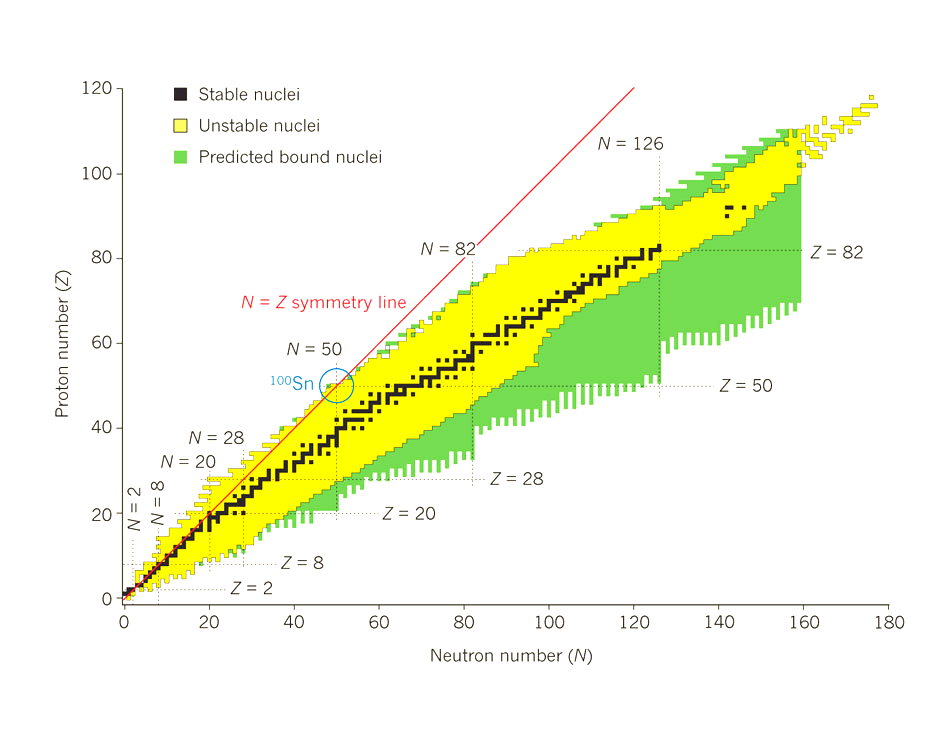 120
Stable nuclei
Unstable nuclei
Predicted bound nuclei
N = 126
100
N = 82
Z = 82
80
N = Z symmetry line
Proton number (Z)
60
N = 50
¹⁰⁰Sn
Z = 50
40
N = 28
N = 20
Z = 28
N = 2
N = 8
20
Z = 20
Z = 8
Z = 2
0
0 20 40 60 80 100 120 140 160 180
Neutron number (N)